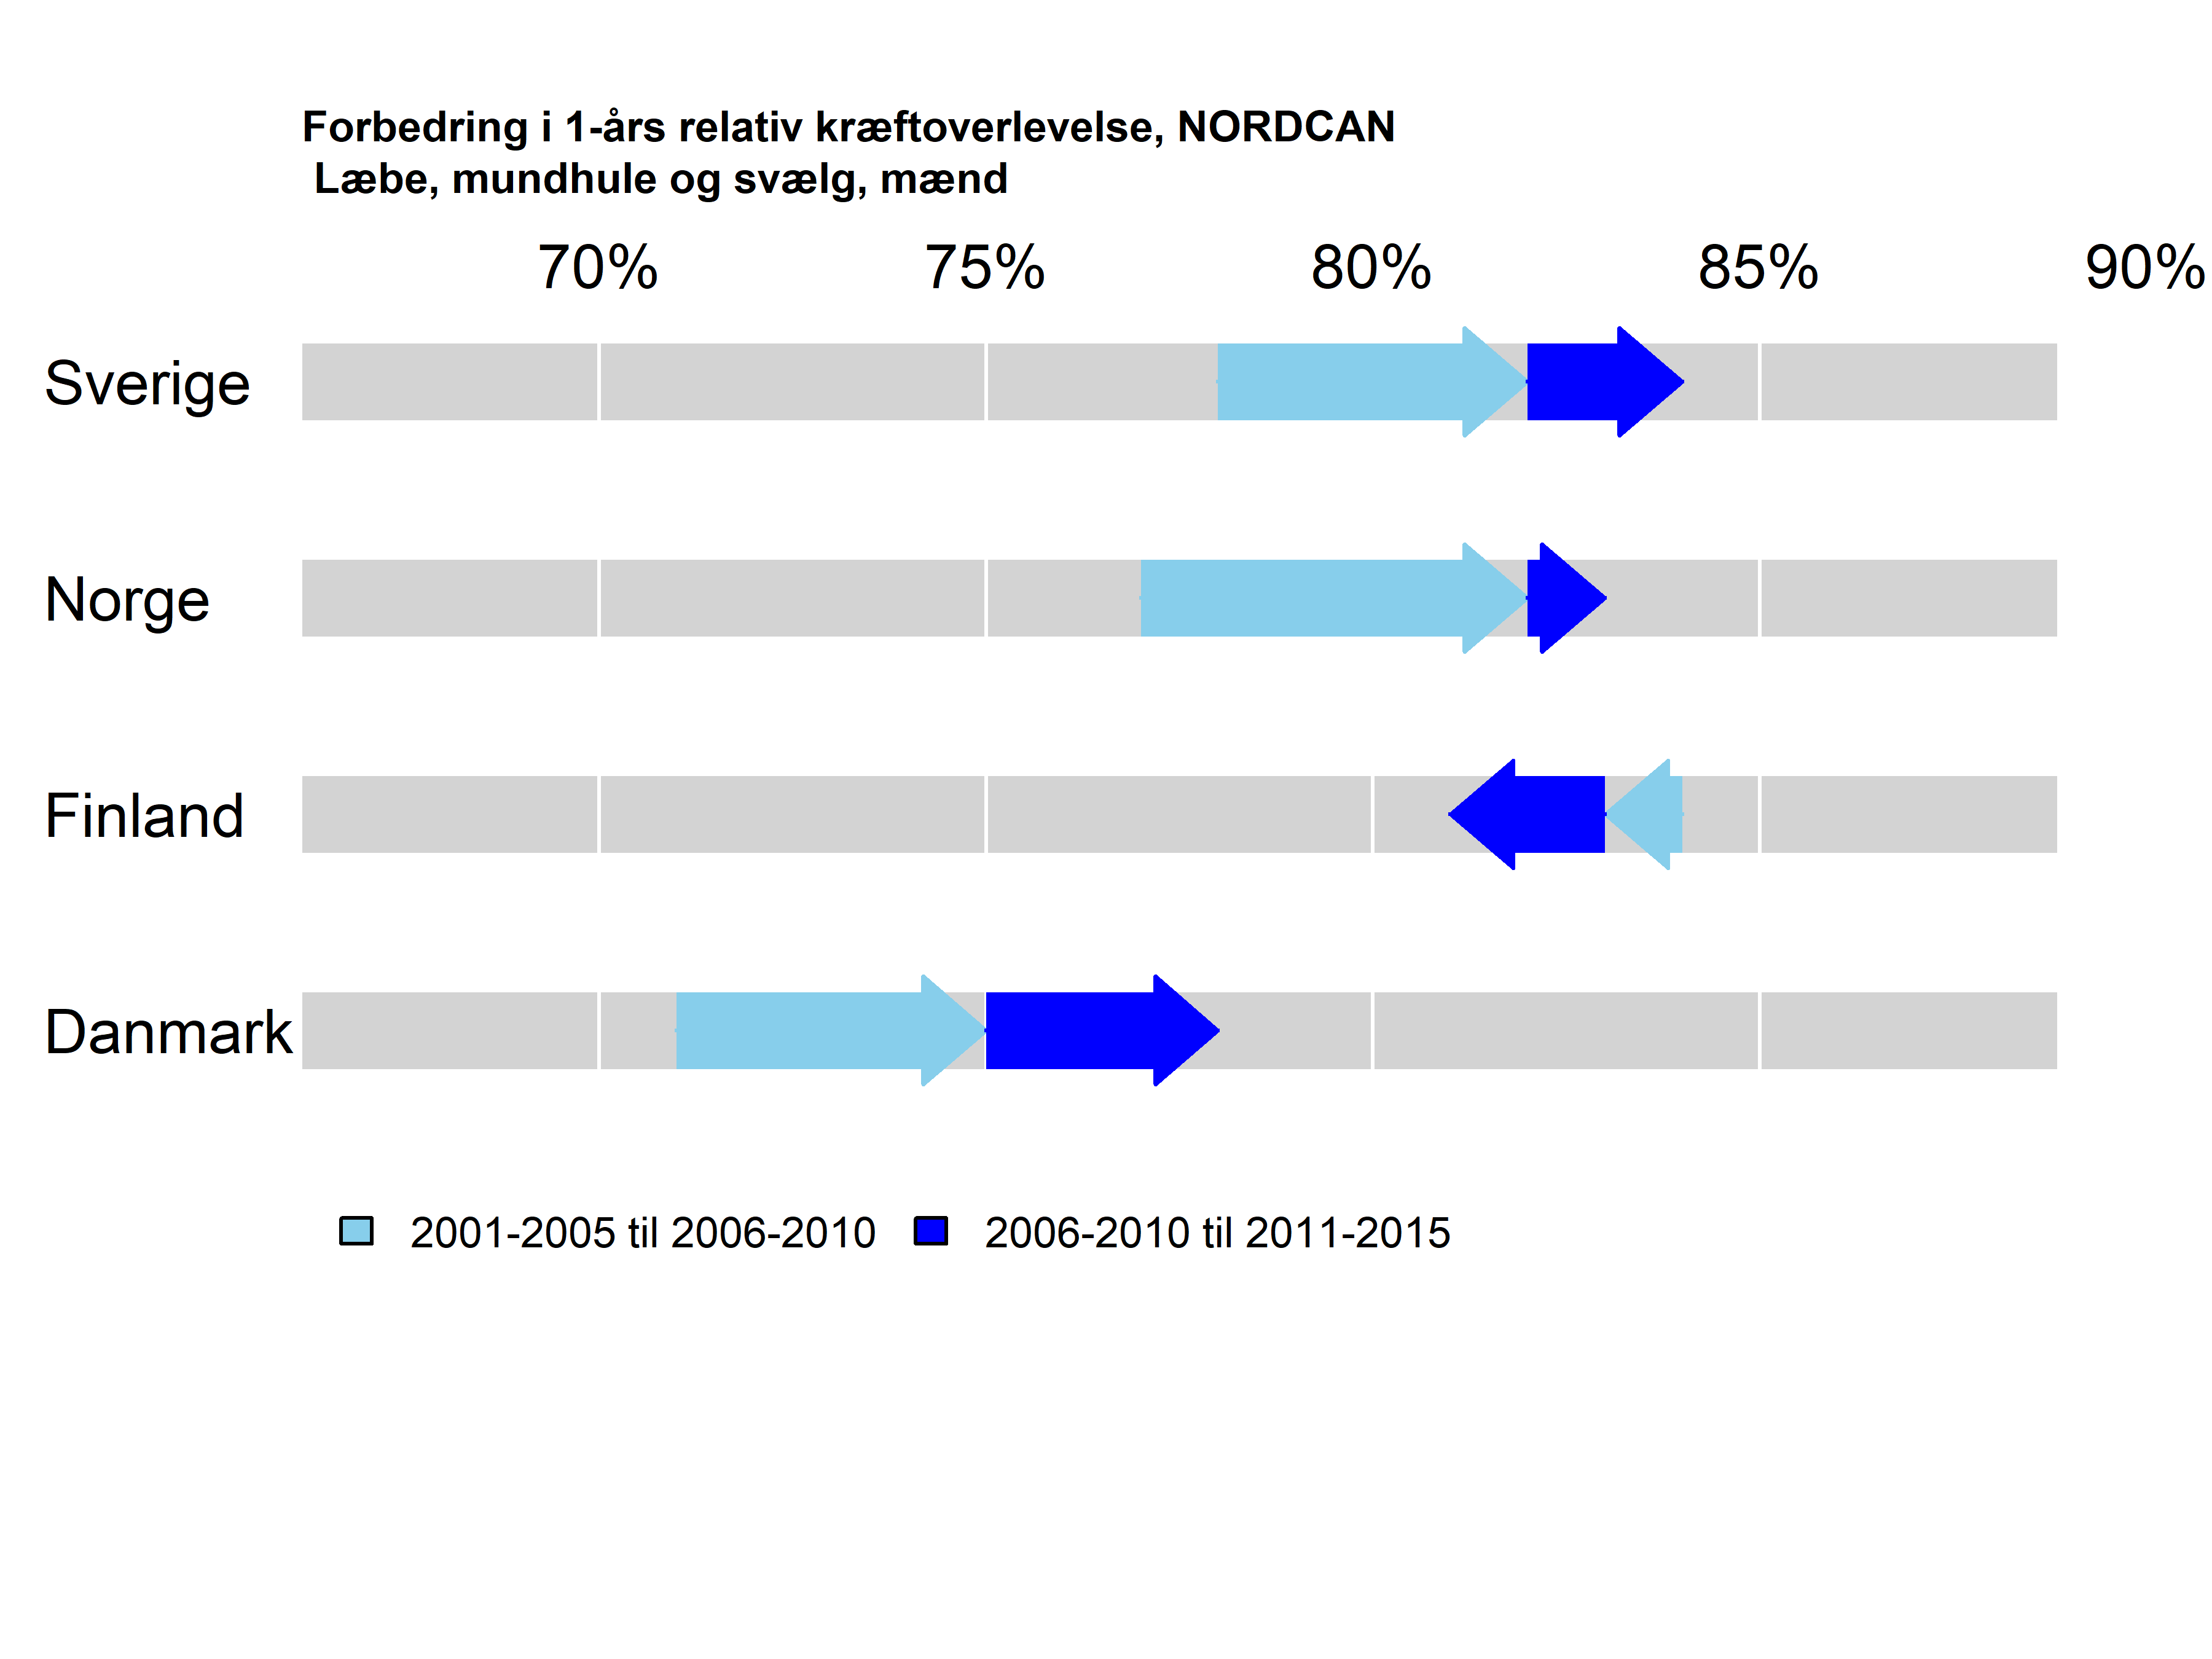 Forbedring i 1-års relativ kræftoverlevelse, NORDCAN
Læbe, mundhule og svælg, mænd
70% 75% 80% 85% 90%
Sverige
Norge
Finland
Danmark
2001-2005 til 2006-2010 2006-2010 til 2011-2015